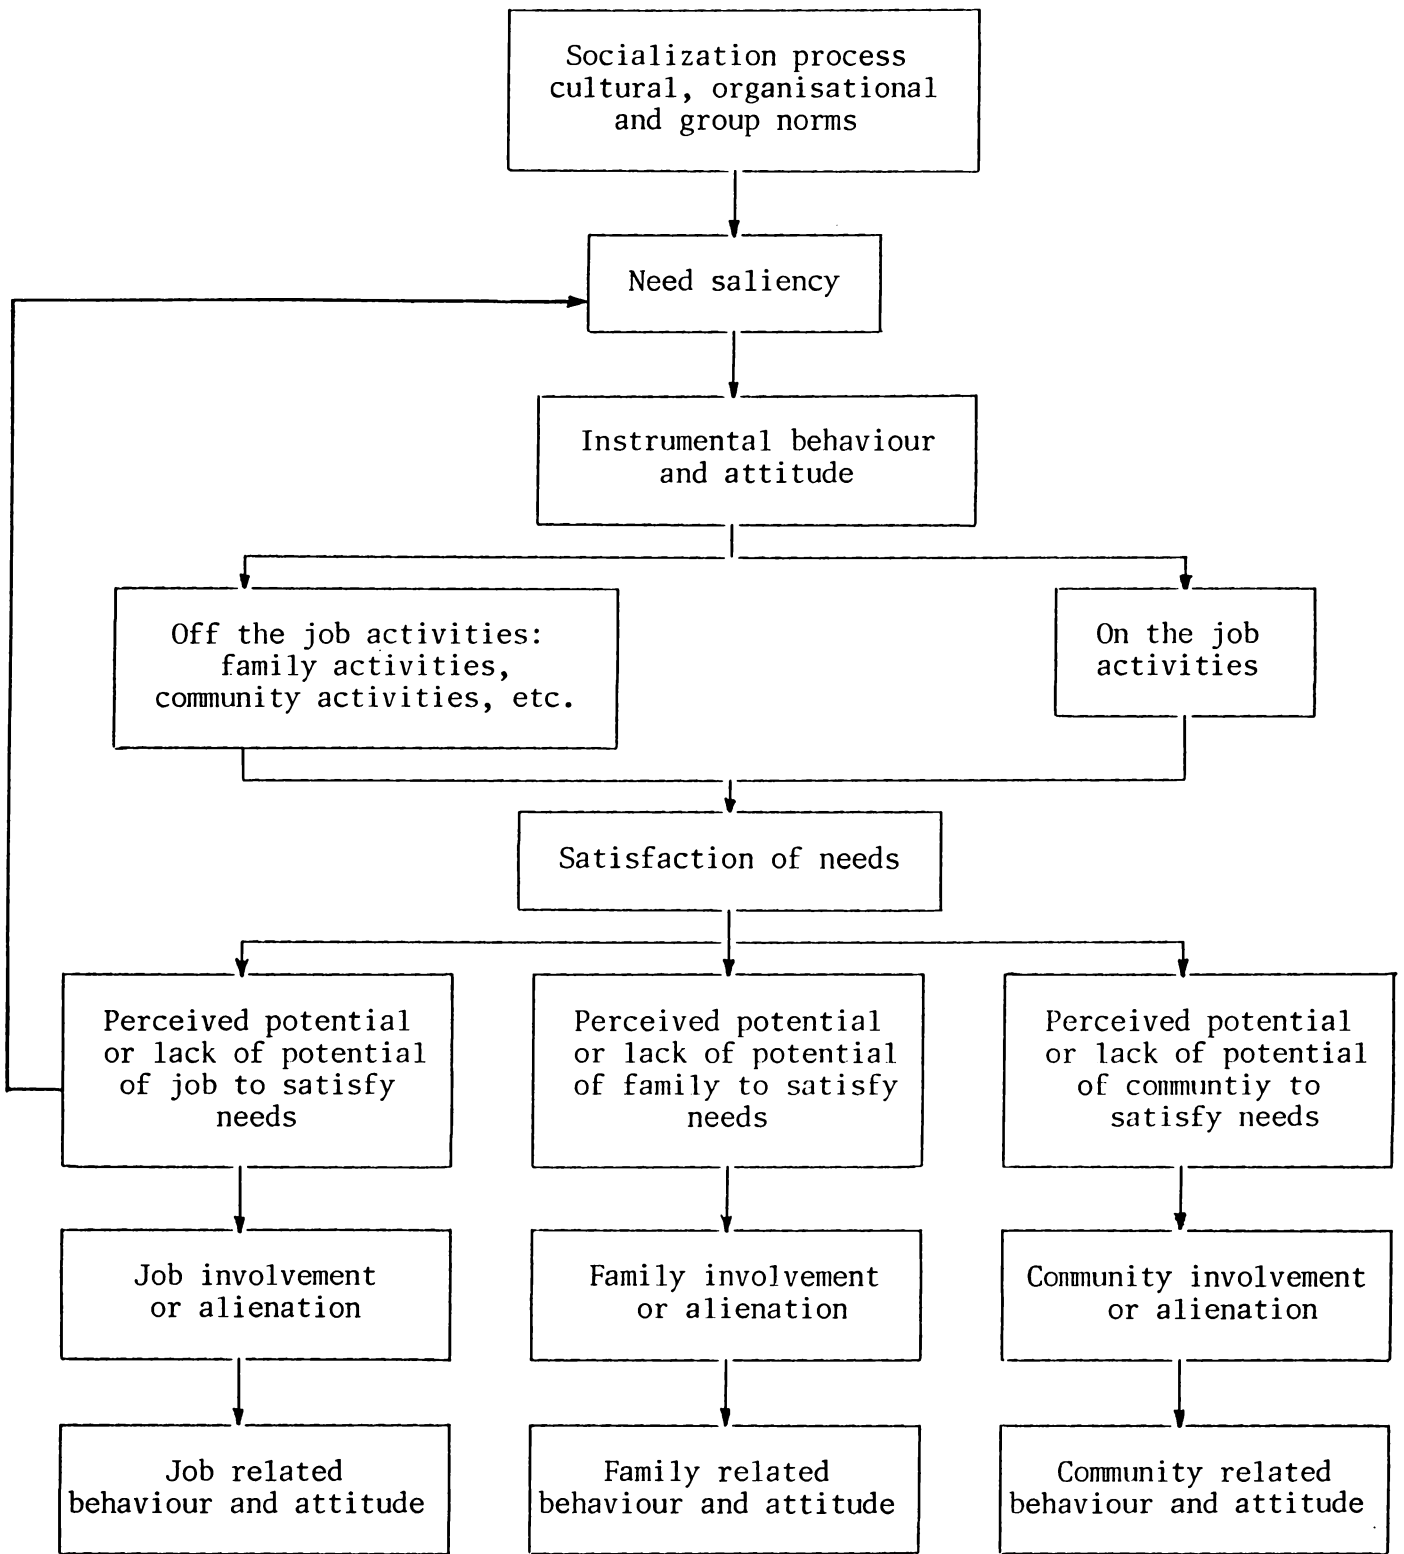 Socialization process
cultural, organisational
and group norms
Need saliency
Instrumental behaviour
and attitude
Off the job activities:
family activities,
community activities, etc.
On the job
activities
Satisfaction of needs
Perceived potential
or lack of potential
of job to satisfy
needs
Perceived potential
or lack of potential
of family to satisfy
needs
Perceived potential
or lack of potential
of communtiy to
satisfy needs
Job involvement
or alienation
Family involvement
or alienation
Community involvement
or alienation
Job related
behaviour and attitude
Family related
behaviour and attitude
Community related
behaviour and attitude